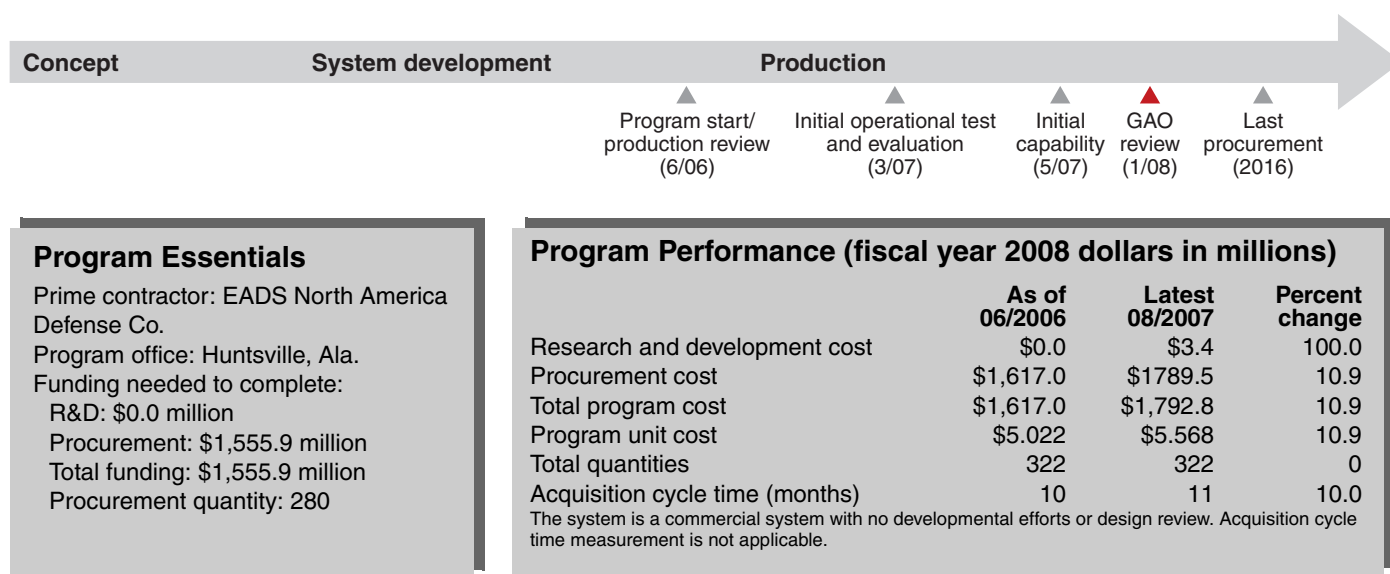 Concept System development Production
Program start/
production review
(6/06)
Initial operational test
and evaluation
(3/07)
Initial
capability
(5/07)
GAO
review
(1/08)
Last
procurement
(2016)
Program Essentials
Prime contractor: EADS North America
Defense Co.
Program office: Huntsville, Ala.
Funding needed to complete:
R&D: $0.0 million
Procurement: $1,555.9 million
Total funding: $1,555.9 million
Procurement quantity: 280
Program Performance (fiscal year 2008 dollars in millions)
As of Latest Percent
06/2006 08/2007 change
Research and development cost $0.0 $3.4 100.0
Procurement cost $1,617.0 $1789.5 10.9
Total program cost $1,617.0 $1,792.8 10.9
Program unit cost $5.022 $5.568 10.9
Total quantities 322 322 0
Acquisition cycle time (months) 10 11 10.0
The system is a commercial system with no developmental efforts or design review. Acquisition cycle
time measurement is not applicable.